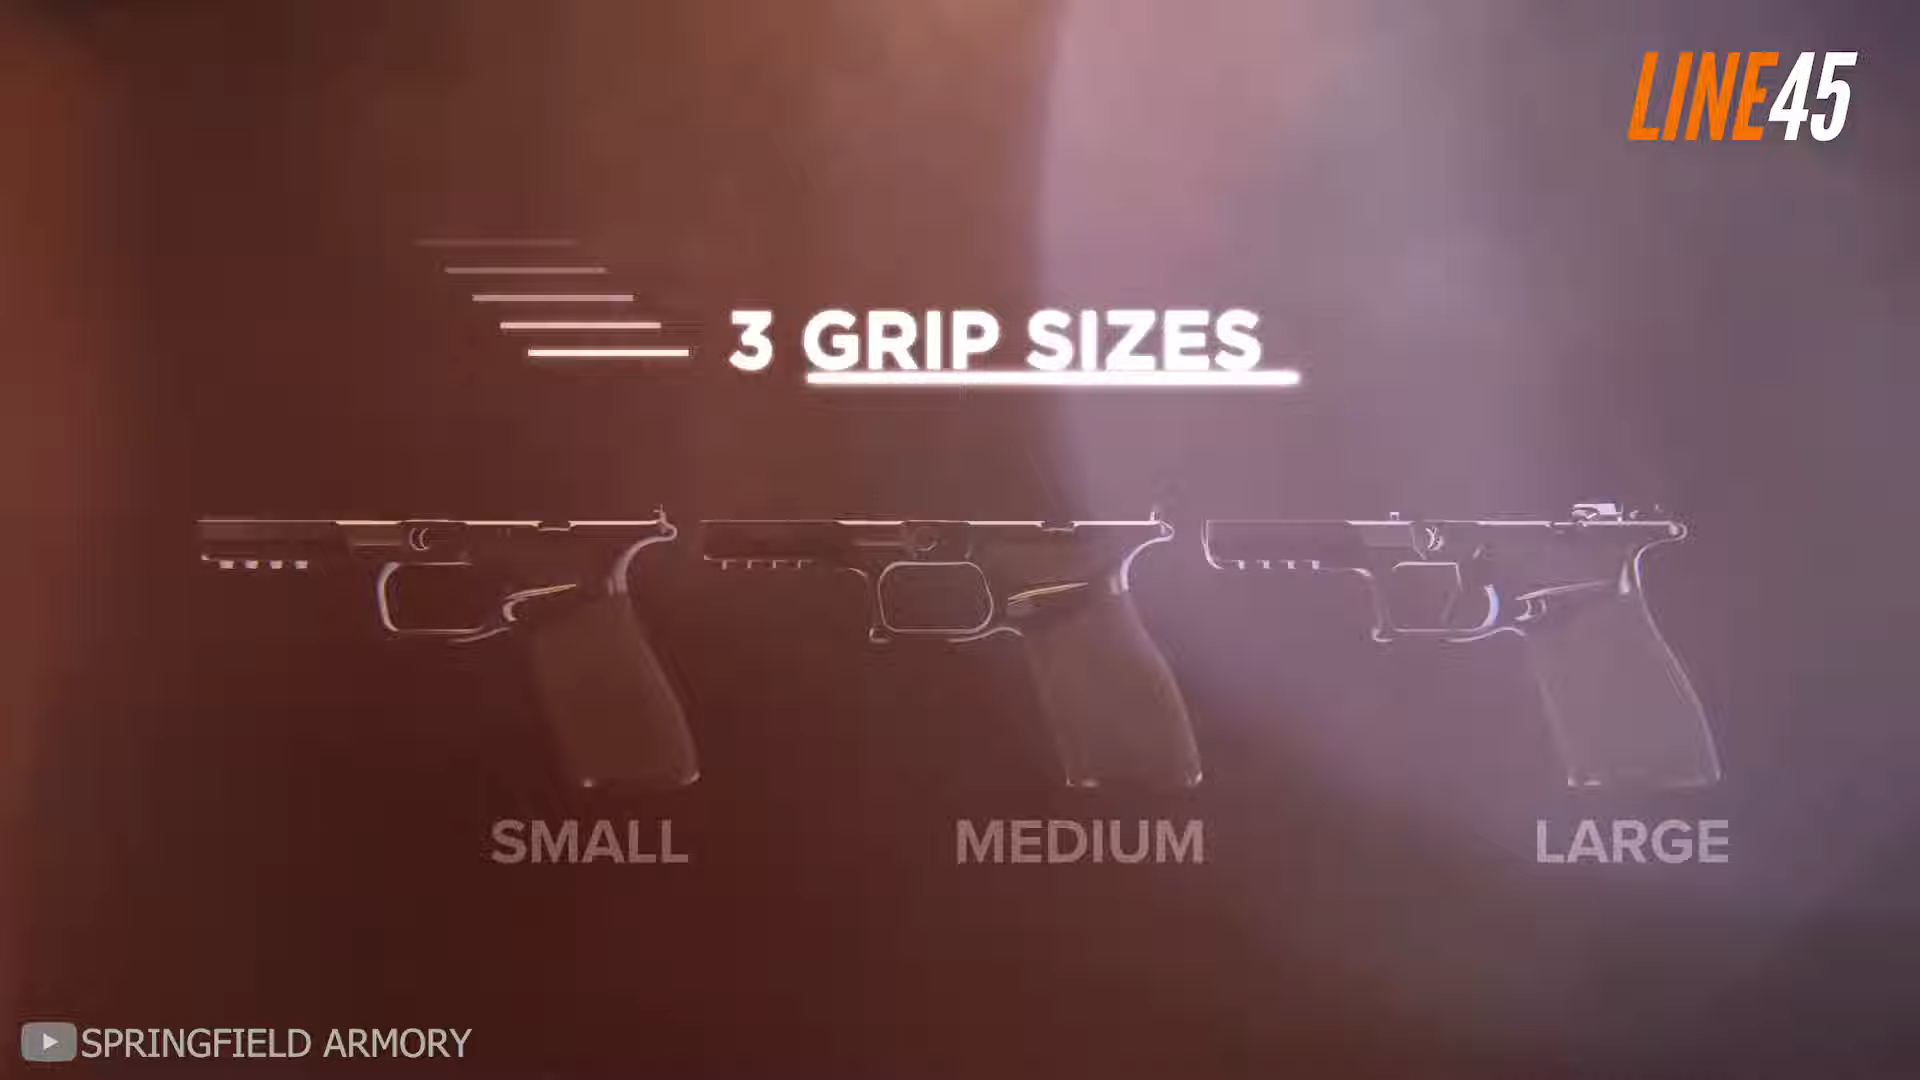 LINE45
3 GRIP SIZES
SMALL
MEDIUM
LARGE
SPRINGFIELD ARMORY